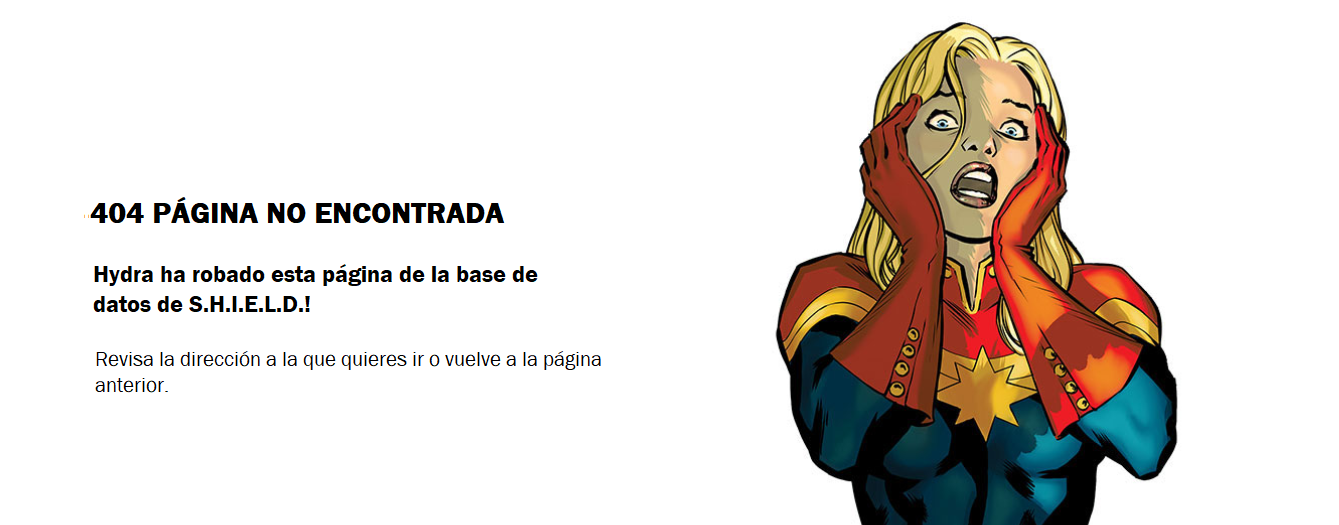 404 PÁGINA NO ENCONTRADA
Hydra ha robado esta página de la base de
datos de S.H.I.E.L.D.!
Revisa la dirección a la que quieres ir o vuelve a la página
anterior.